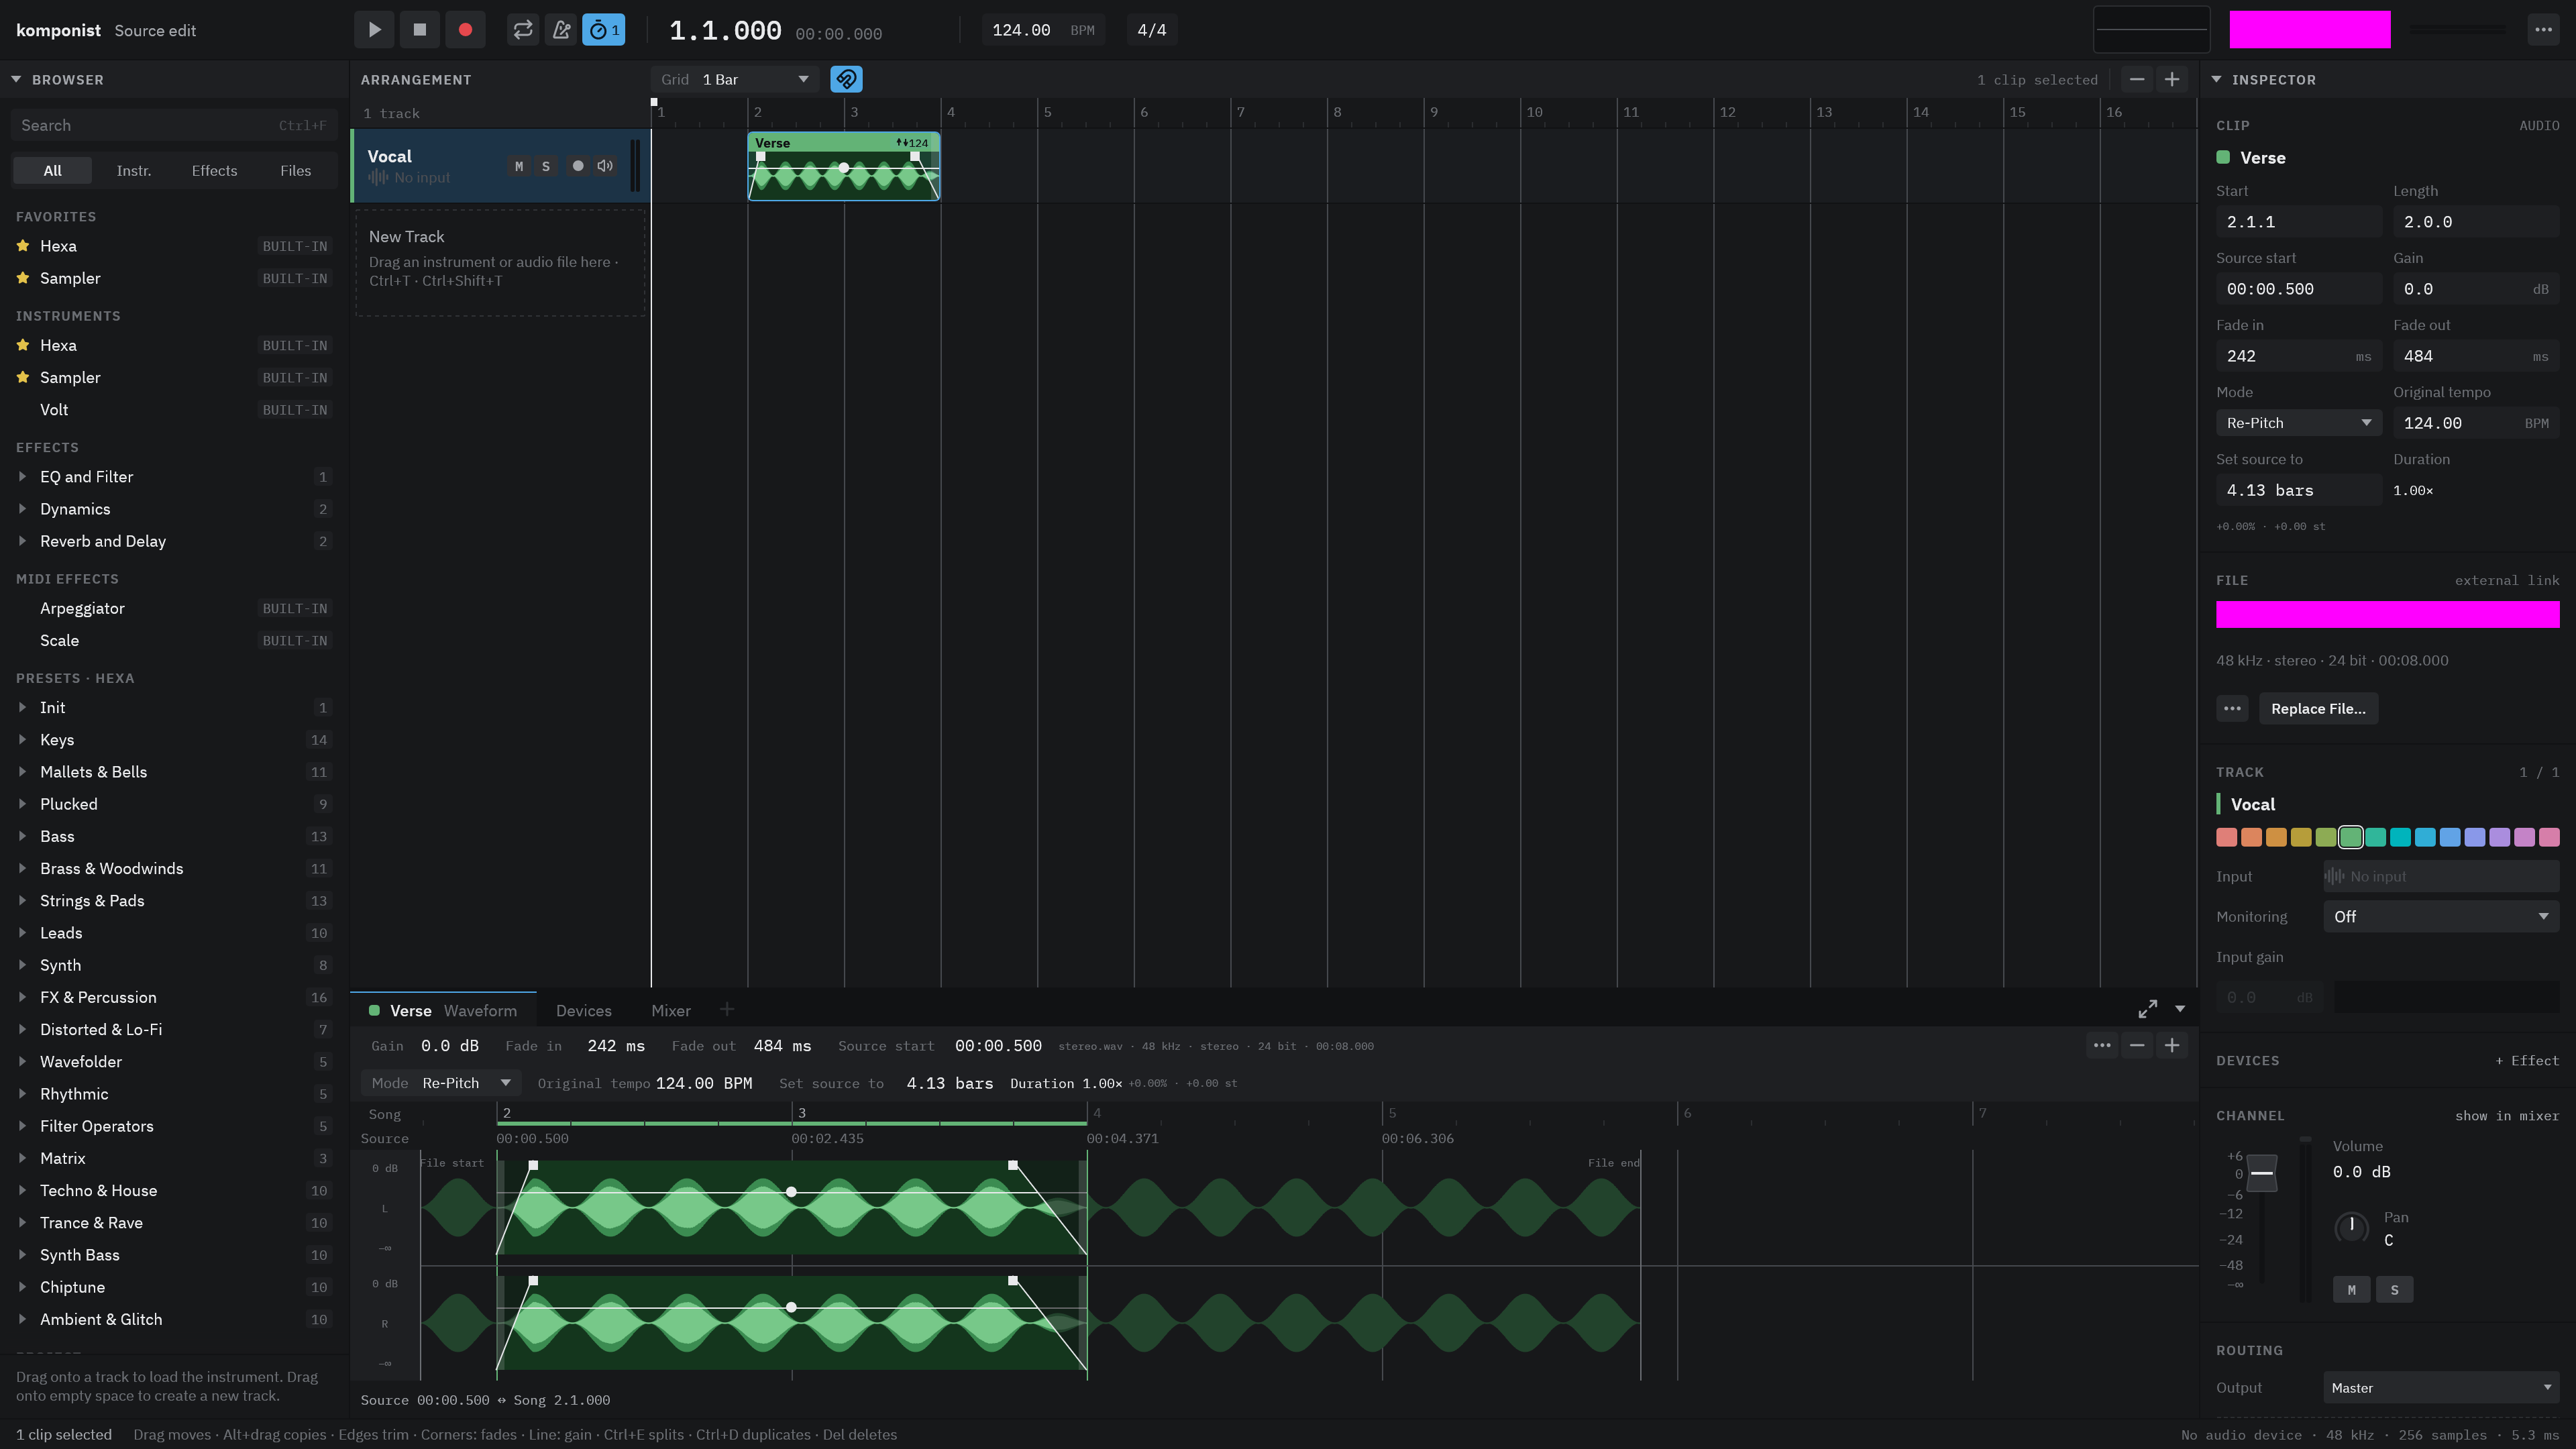 komponist Source edit
1
1.1.000 00:00.000
124.00 BPM
4/4
BROWSER
Search Ctrl+F
All Instr. Effects Files
FAVORITES
Hexa BUILT-IN
Sampler BUILT-IN
INSTRUMENTS
Hexa BUILT-IN
Sampler BUILT-IN
Volt BUILT-IN
EFFECTS
EQ and Filter 1
Dynamics 2
Reverb and Delay 2
MIDI EFFECTS
Arpeggiator BUILT-IN
Scale BUILT-IN
PRESETS · HEXA
Init 1
Keys 14
Mallets & Bells 11
Plucked 9
Bass 13
Brass & Woodwinds 11
Strings & Pads 13
Leads 10
Synth 8
FX & Percussion 16
Distorted & Lo-Fi 7
Wavefolder 5
Rhythmic 5
Filter Operators 5
Matrix 3
Techno & House 10
Trance & Rave 10
Synth Bass 10
Chiptune 10
Ambient & Glitch 10
Drag onto a track to load the instrument. Drag
onto empty space to create a new track.
ARRANGEMENT
Grid 1 Bar
1 clip selected
1 track
1 2 3 4 5 6 7 8 9 10 11 12 13 14 15 16
Vocal
No input
M S
Verse 124
New Track
Drag an instrument or audio file here ·
Ctrl+T · Ctrl+Shift+T
Verse Waveform Devices Mixer
Gain 0.0 dB Fade in 242 ms Fade out 484 ms Source start 00:00.500 stereo.wav · 48 kHz · stereo · 24 bit · 00:08.000
Mode Re-Pitch Original tempo 124.00 BPM Set source to 4.13 bars Duration 1.00× +0.00% · +0.00 st
Song 2 3 4 5 6 7
Source 00:00.500 00:02.435 00:04.371 00:06.306
File start File end
0 dB
L
−∞
0 dB
R
−∞
Source 00:00.500 ↔ Song 2.1.000
INSPECTOR
CLIP AUDIO
Verse
Start Length
2.1.1 2.0.0
Source start Gain
00:00.500 0.0 dB
Fade in Fade out
242 ms 484 ms
Mode Original tempo
Re-Pitch 124.00 BPM
Set source to Duration
4.13 bars 1.00×
+0.00% · +0.00 st
FILE external link
48 kHz · stereo · 24 bit · 00:08.000
Replace File...
TRACK 1 / 1
Vocal
Input No input
Monitoring Off
Input gain
0.0 dB
DEVICES + Effect
CHANNEL show in mixer
+6
0
−6
−12
−24
−48
−∞
Volume
0.0 dB
Pan
C
M S
ROUTING
Output Master
1 clip selected Drag moves · Alt+drag copies · Edges trim · Corners: fades · Line: gain · Ctrl+E splits · Ctrl+D duplicates · Del deletes
No audio device · 48 kHz · 256 samples · 5.3 ms